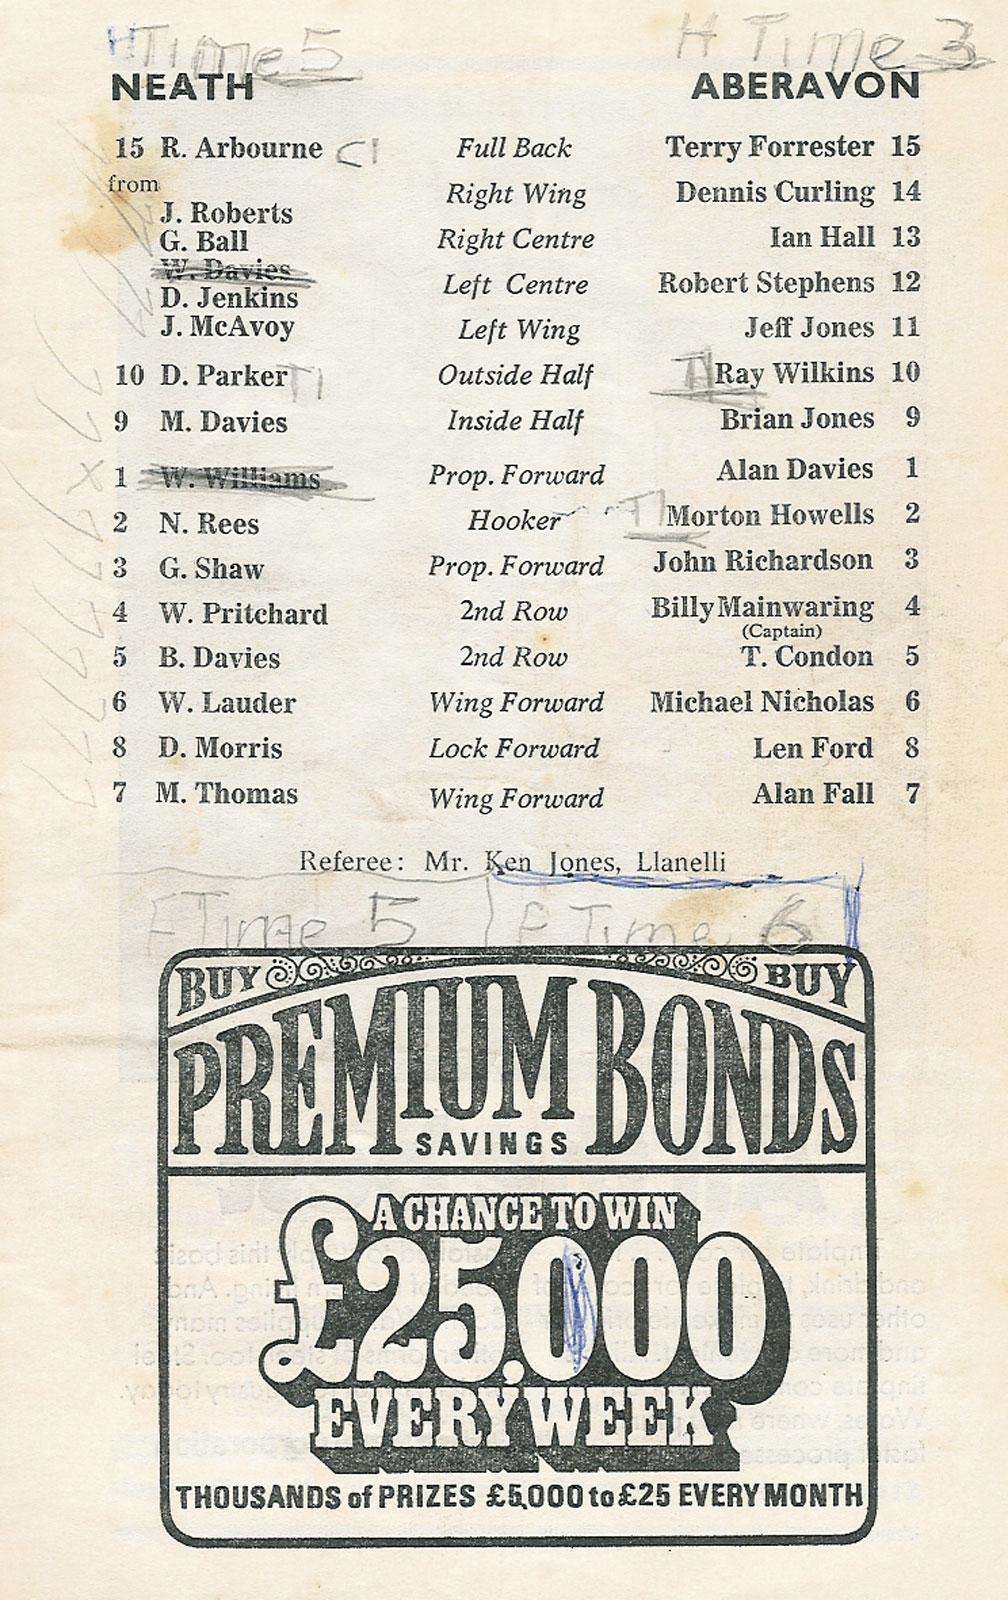 H Time 5 H Time 3
NEATH ABERAVON
15 R. Arbourne C1 Full Back Terry Forrester 15
from
Right Wing Dennis Curling 14
J. Roberts
G. Ball Right Centre Ian Hall 13
W. Davies
D. Jenkins Left Centre Robert Stephens 12
J. McAvoy Left Wing Jeff Jones 11
10 D. Parker T1 Outside Half T1 Ray Wilkins 10
9 M. Davies Inside Half Brian Jones 9
1 W. Williams Prop. Forward Alan Davies 1
2 N. Rees Hooker T1 Morton Howells 2
3 G. Shaw Prop. Forward John Richardson 3
4 W. Pritchard 2nd Row Billy Mainwaring 4
(Captain)
5 B. Davies 2nd Row T. Condon 5
6 W. Lauder Wing Forward Michael Nicholas 6
8 D. Morris Lock Forward Len Ford 8
7 M. Thomas Wing Forward Alan Fall 7
Referee: Mr. Ken Jones, Llanelli
F Time 5 F Time 6
BUY BUY
PREMIUM BONDS
SAVINGS
A CHANCE TO WIN
£25.000
EVERY WEEK
THOUSANDS of PRIZES £5,000 to £25 EVERY MONTH